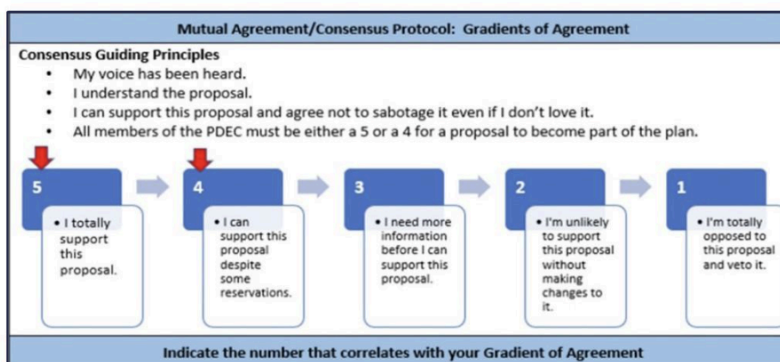 Mutual Agreement/Consensus Protocol: Gradients of Agreement
Consensus Guiding Principles
• My voice has been heard.
• I understand the proposal.
• I can support this proposal and agree not to sabotage it even if I don't love it.
• All members of the PDEC must be either a 5 or a 4 for a proposal to become part of the plan.
5
• I totally
support
this
proposal.
4
• I can
support this
proposal
despite
some
reservations.
3
• I need more
information
before I can
support this
proposal.
2
• I'm unlikely
to support
this proposal
without
making
changes to
it.
1
• I'm totally
opposed to
this proposal
and veto it.
Indicate the number that correlates with your Gradient of Agreement